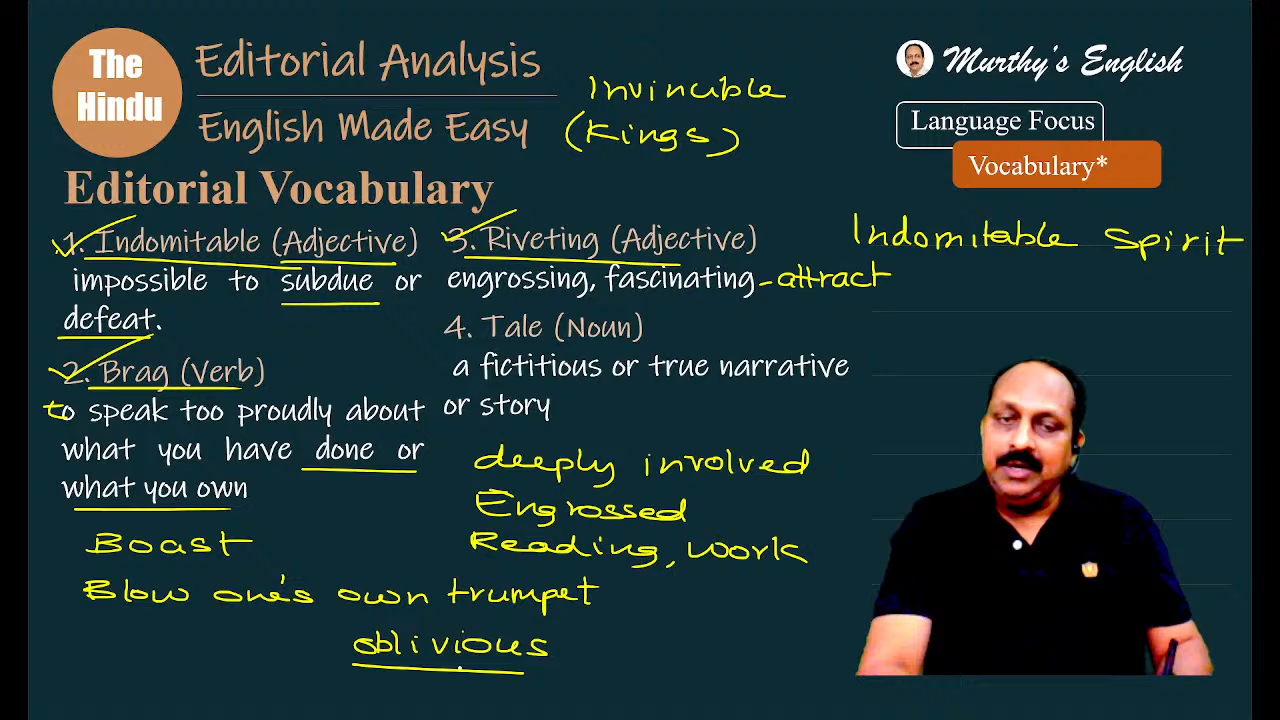 The
Hindu
Editorial Analysis
English Made Easy
Invincible
(Kings)
Murthy's English
Language Focus
Vocabulary*
Editorial Vocabulary
1. Indomitable (Adjective)
impossible to subdue or
defeat.
2. Brag (Verb)
to speak too proudly about
what you have done or
what you own
Boast
Blow one's own trumpet
oblivious
3. Riveting (Adjective)
engrossing, fascinating - attract
4. Tale (Noun)
a fictitious or true narrative
or story
deeply involved
Engrossed
Reading, work
Indomitable Spirit